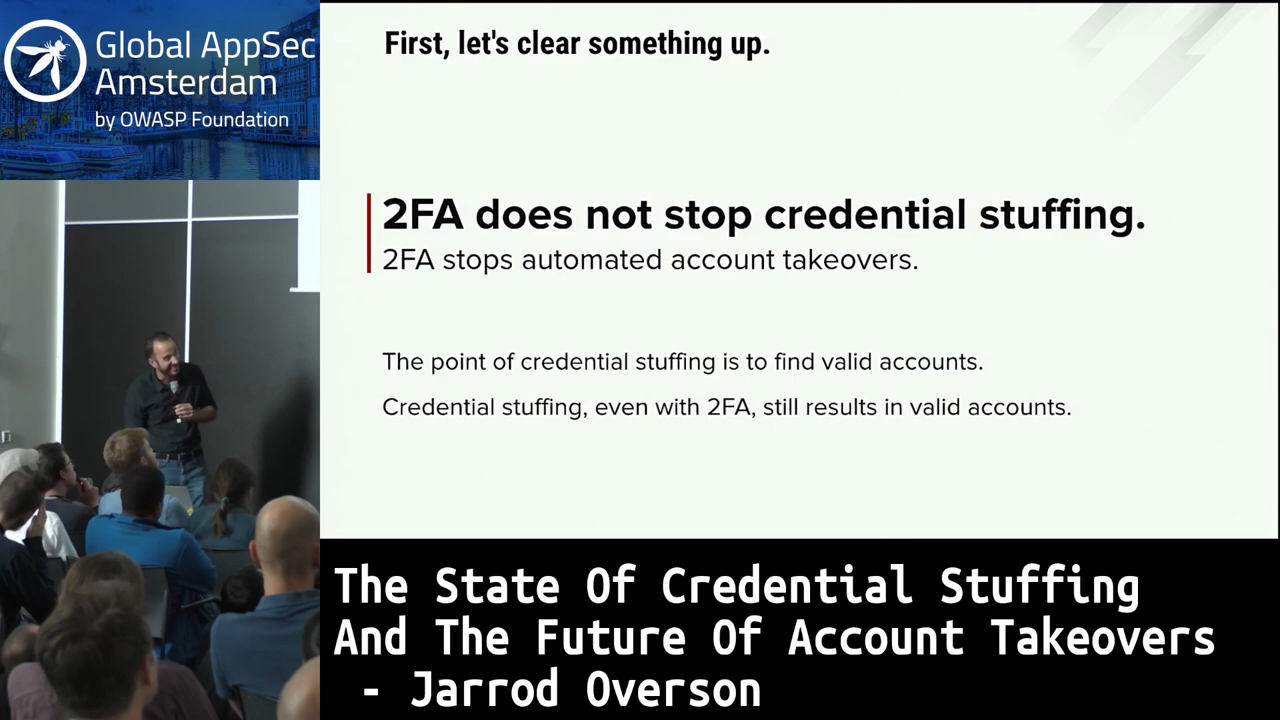 Global AppSec
Amsterdam
by OWASP Foundation
First, let's clear something up.
2FA does not stop credential stuffing.
2FA stops automated account takeovers.
The point of credential stuffing is to find valid accounts.
Credential stuffing, even with 2FA, still results in valid accounts.
The State Of Credential Stuffing
And The Future Of Account Takeovers
- Jarrod Overson